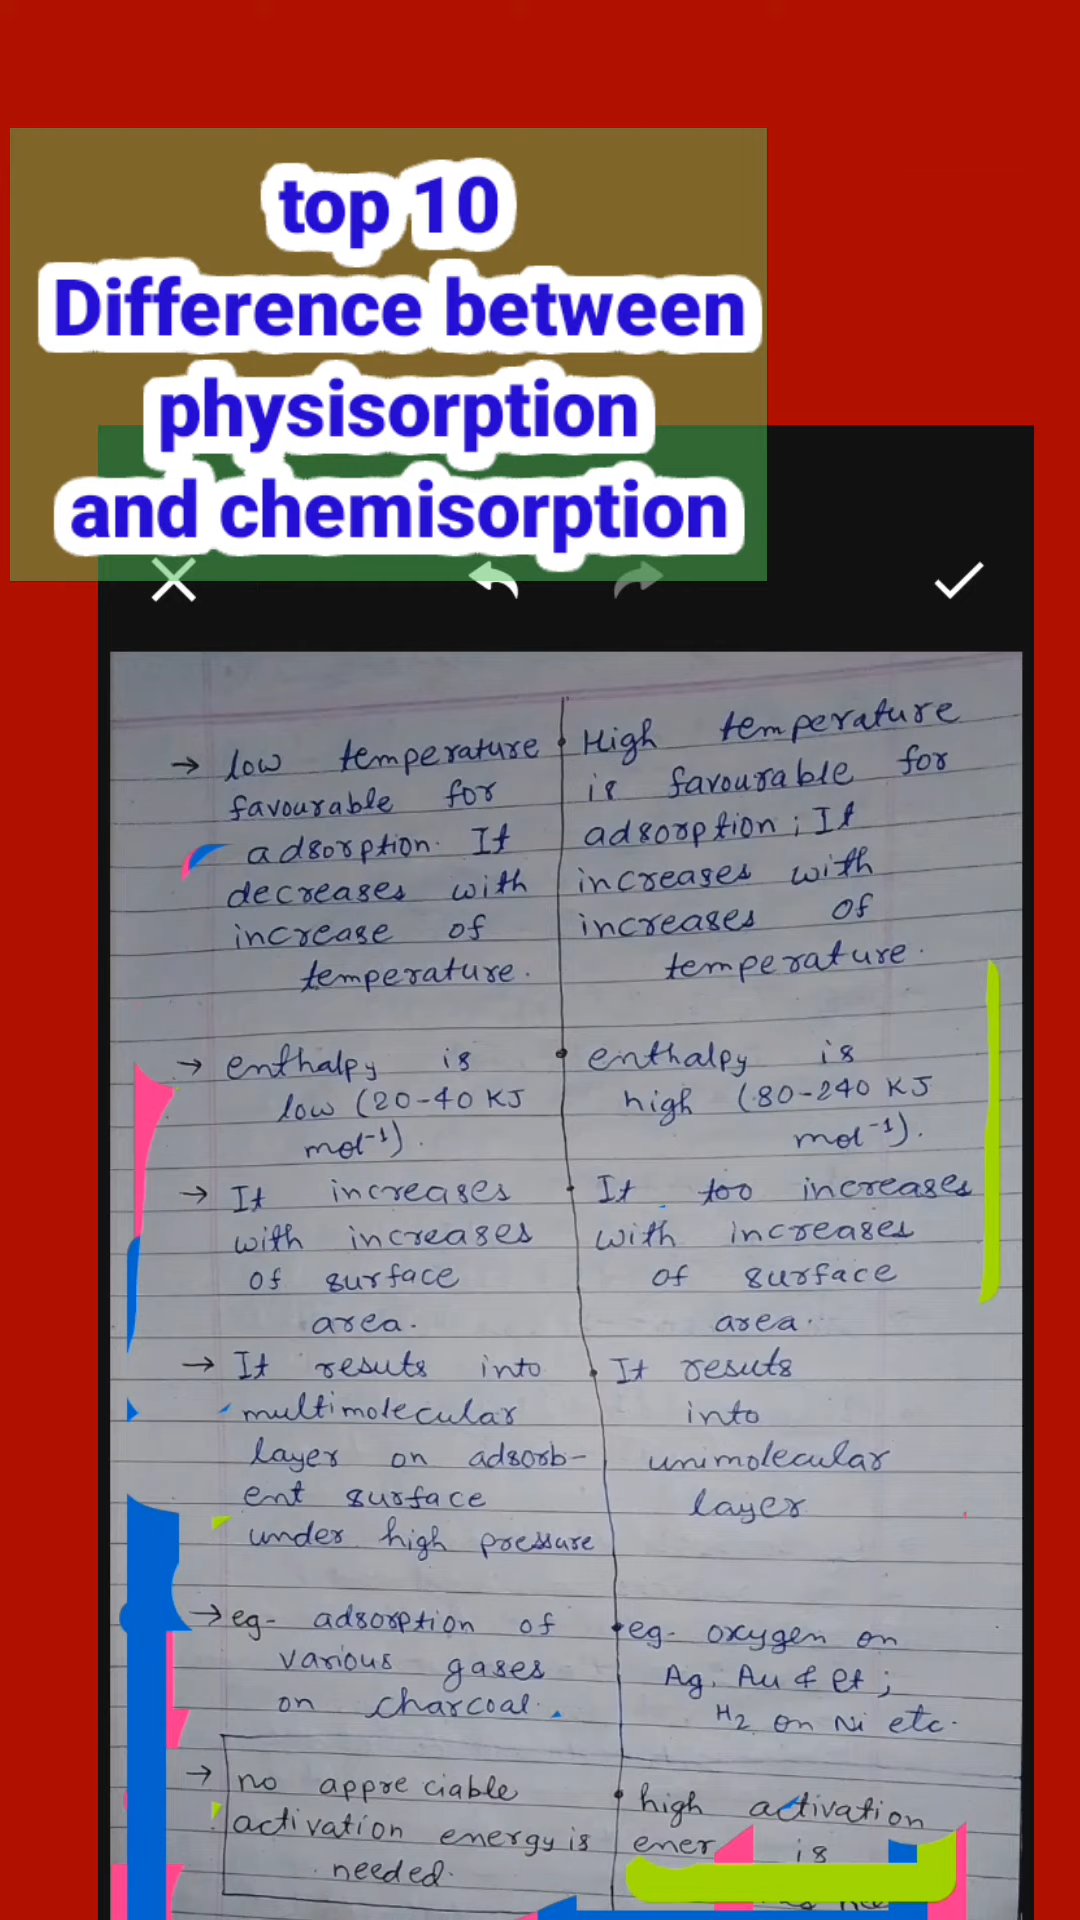 top 10
Difference between
physisorption
and chemisorption
→ low temperature
favourable for
adsorption. It
decreases with
increase of
temperature.
• High temperature
is favourable for
adsorption; It
increases with
increases of
temperature.
→ enthalpy is
low (20-40 KJ
mol⁻¹).
• enthalpy is
high (80-240 KJ
mol⁻¹).
→ It increases
with increases
of surface
area.
• It too increases
with increases
of surface
area.
→ It resuts into
multimolecular
layer on adsorb-
ent surface
under high pressure
• It resuts
into
unimolecular
layer
→ eg- adsorption of
various gases
on charcoal.
• eg- oxygen on
Ag, Au & Pt;
H2 on Ni etc.
→ no appreciable
activation energy is
needed.
• high activation
is